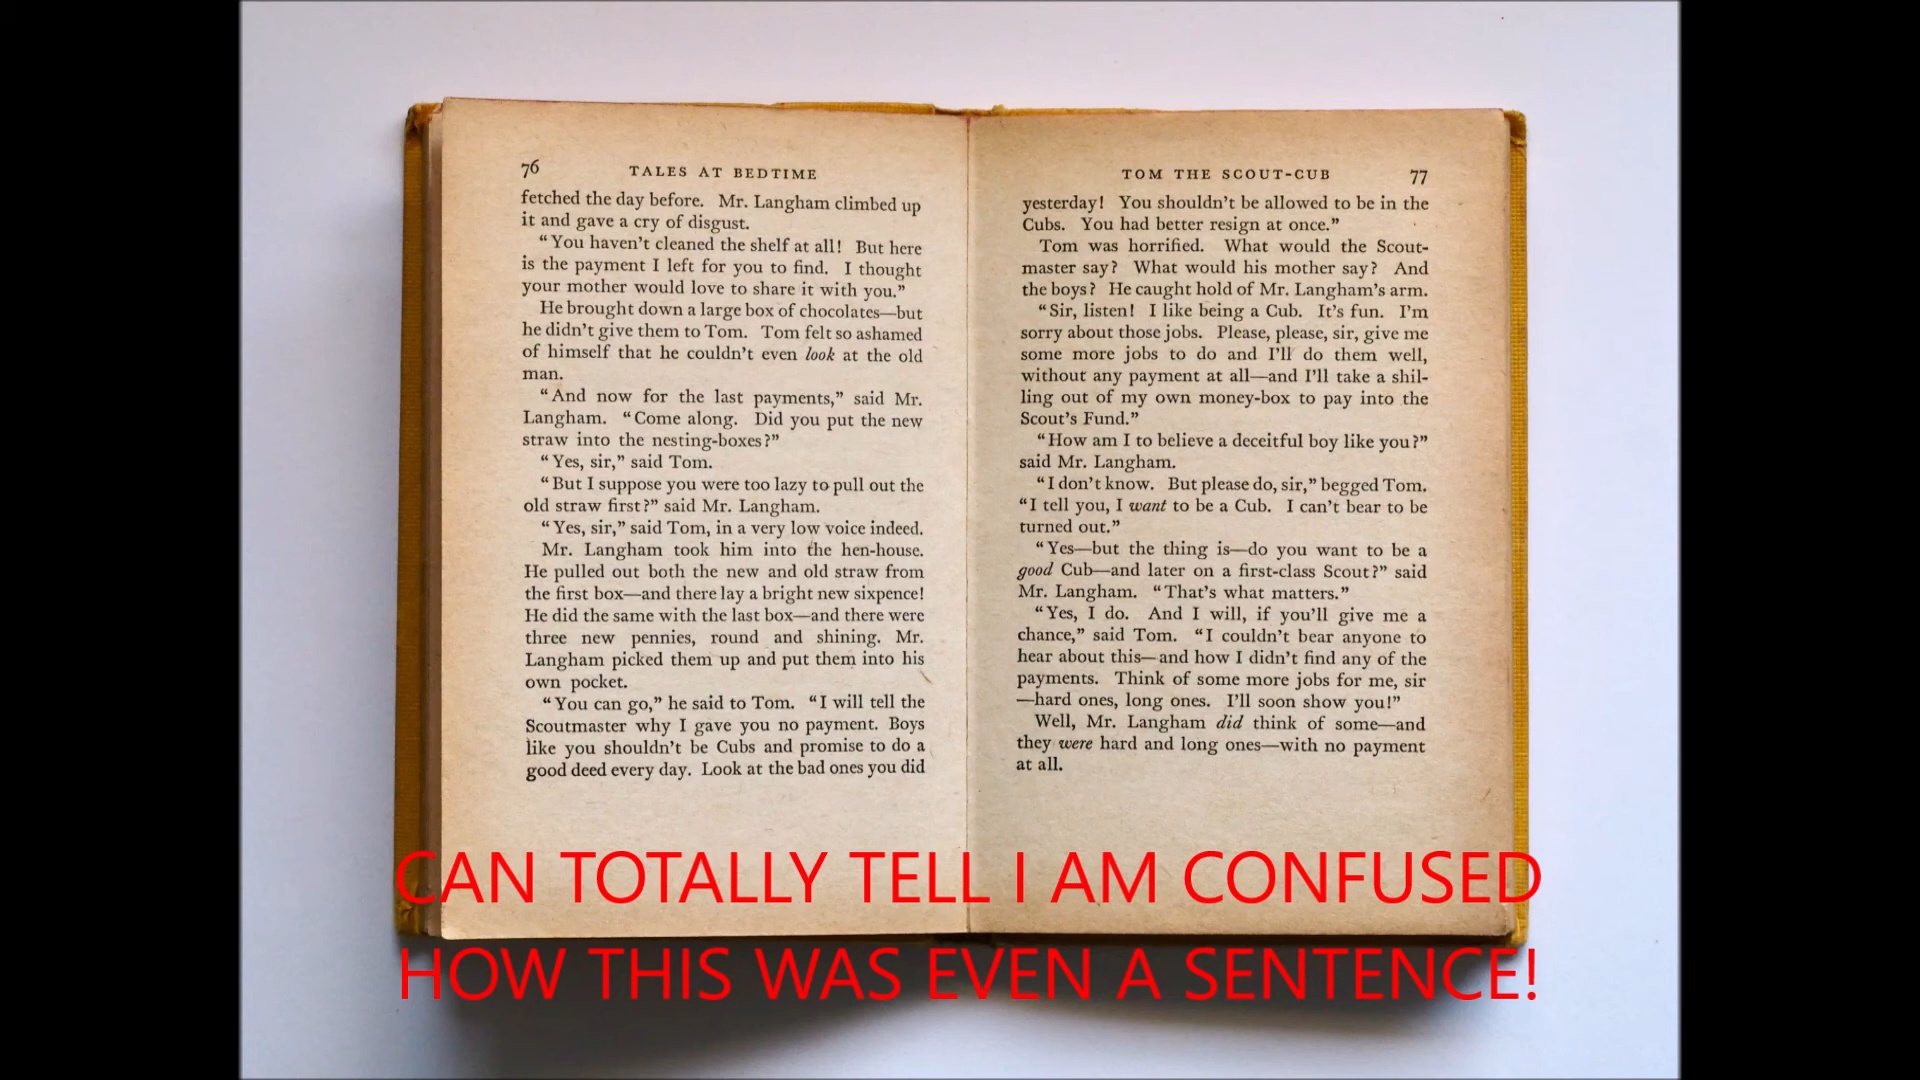 76 TALES AT BEDTIME
fetched the day before. Mr. Langham climbed up
it and gave a cry of disgust.
“You haven’t cleaned the shelf at all! But here
is the payment I left for you to find. I thought
your mother would love to share it with you.”
He brought down a large box of chocolates—but
he didn’t give them to Tom. Tom felt so ashamed
of himself that he couldn’t even look at the old
man.
“And now for the last payments,” said Mr.
Langham. “Come along. Did you put the new
straw into the nesting-boxes?”
“Yes, sir,” said Tom.
“But I suppose you were too lazy to pull out the
old straw first?” said Mr. Langham.
“Yes, sir,” said Tom, in a very low voice indeed.
Mr. Langham took him into the hen-house.
He pulled out both the new and old straw from
the first box—and there lay a bright new sixpence!
He did the same with the last box—and there were
three new pennies, round and shining. Mr.
Langham picked them up and put them into his
own pocket.
“You can go,” he said to Tom. “I will tell the
Scoutmaster why I gave you no payment. Boys
like you shouldn’t be Cubs and promise to do a
good deed every day. Look at the bad ones you did
TOM THE SCOUT-CUB 77
yesterday! You shouldn’t be allowed to be in the
Cubs. You had better resign at once.”
Tom was horrified. What would the Scout-
master say? What would his mother say? And
the boys? He caught hold of Mr. Langham’s arm.
“Sir, listen! I like being a Cub. It’s fun. I’m
sorry about those jobs. Please, please, sir, give me
some more jobs to do and I’ll do them well,
without any payment at all—and I’ll take a shil-
ling out of my own money-box to pay into the
Scout’s Fund.”
“How am I to believe a deceitful boy like you?”
said Mr. Langham.
“I don’t know. But please do, sir,” begged Tom.
“I tell you, I want to be a Cub. I can’t bear to be
turned out.”
“Yes—but the thing is—do you want to be a
good Cub—and later on a first-class Scout?” said
Mr. Langham. “That’s what matters.”
“Yes, I do. And I will, if you’ll give me a
chance,” said Tom. “I couldn’t bear anyone to
hear about this—and how I didn’t find any of the
payments. Think of some more jobs for me, sir
—hard ones, long ones. I’ll soon show you!”
Well, Mr. Langham did think of some—and
they were hard and long ones—with no payment
at all.
CAN TOTALLY TELL I AM CONFUSED
HOW THIS WAS EVEN A SENTENCE!